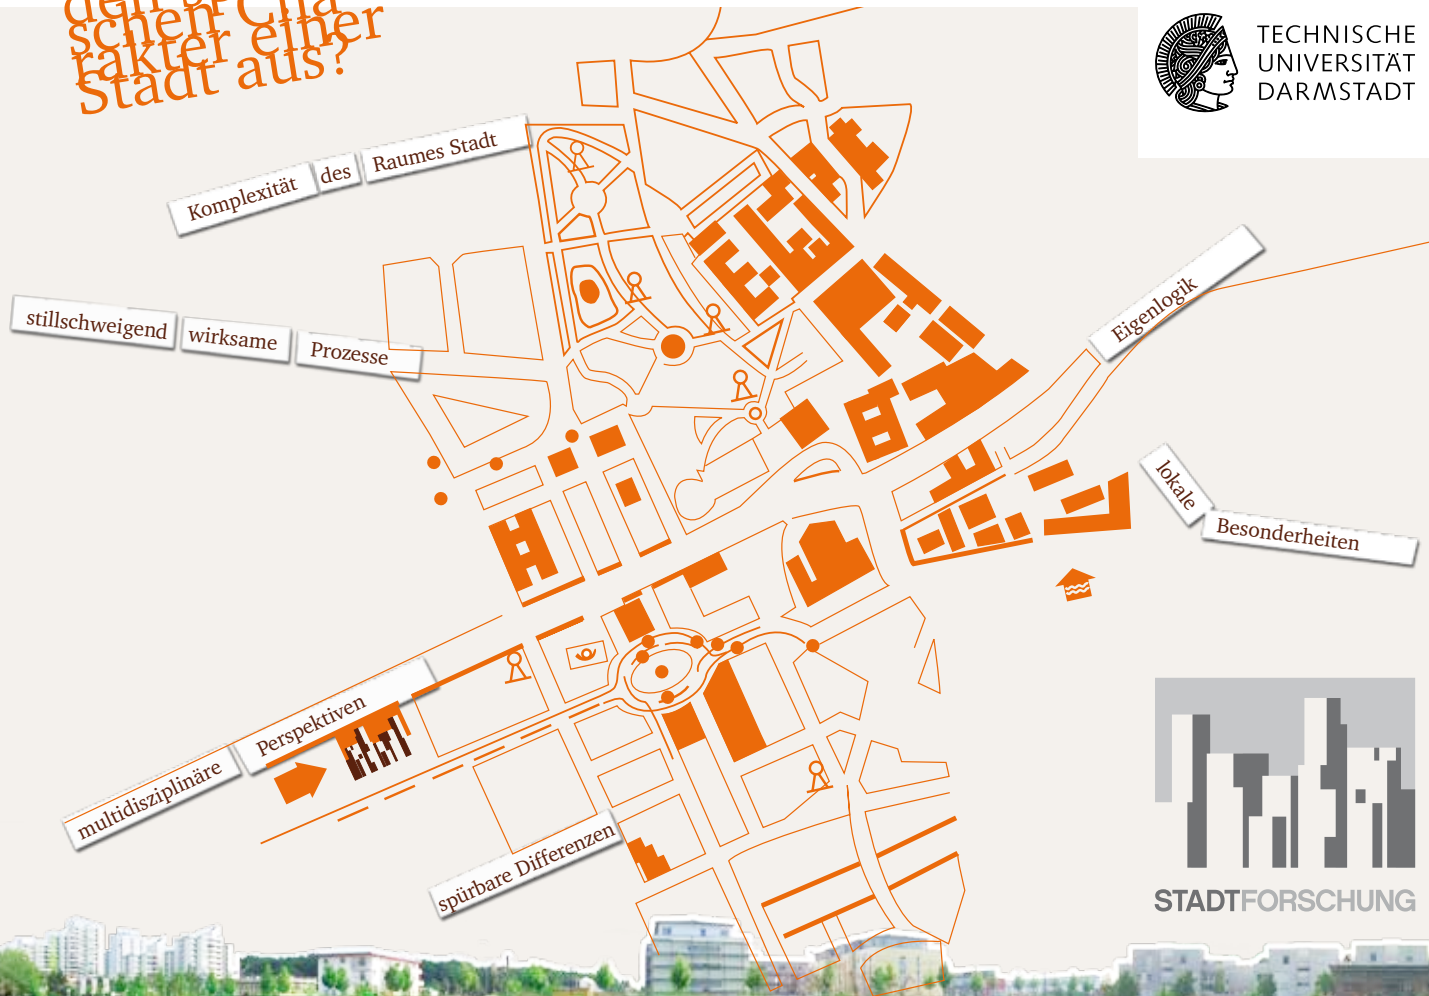 schen Cha
rakter einer
Stadt aus?
TECHNISCHE
UNIVERSITÄT
DARMSTADT
Komplexität des Raumes Stadt
stillschweigend wirksame Prozesse
Eigenlogik
lokale
Besonderheiten
multidisziplinäre Perspektiven
spürbare Differenzen
STADTFORSCHUNG